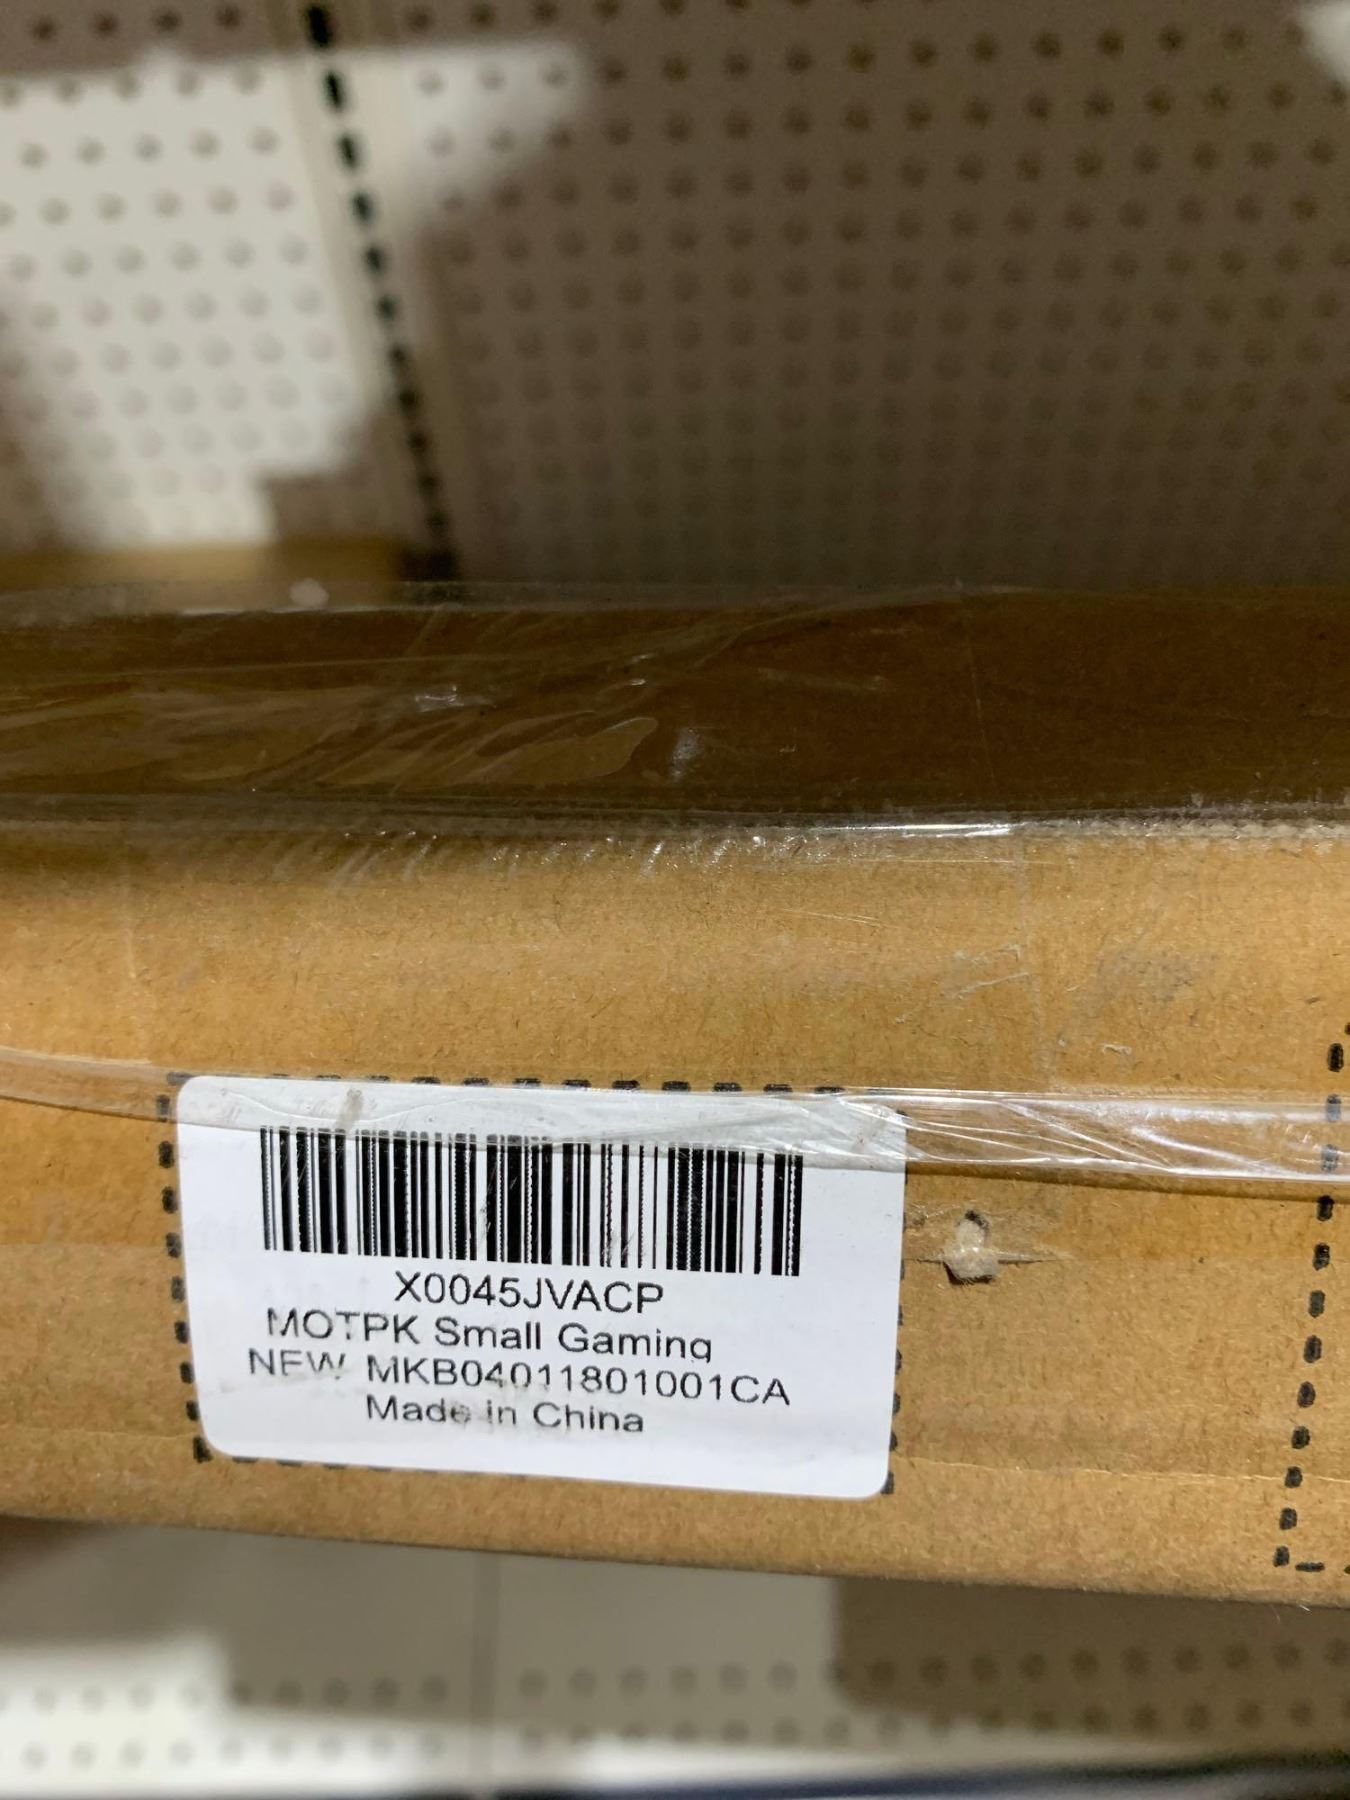 X0045JVACP
MOTPK Small Gaming
NEW MKB04011801001CA
Made in China